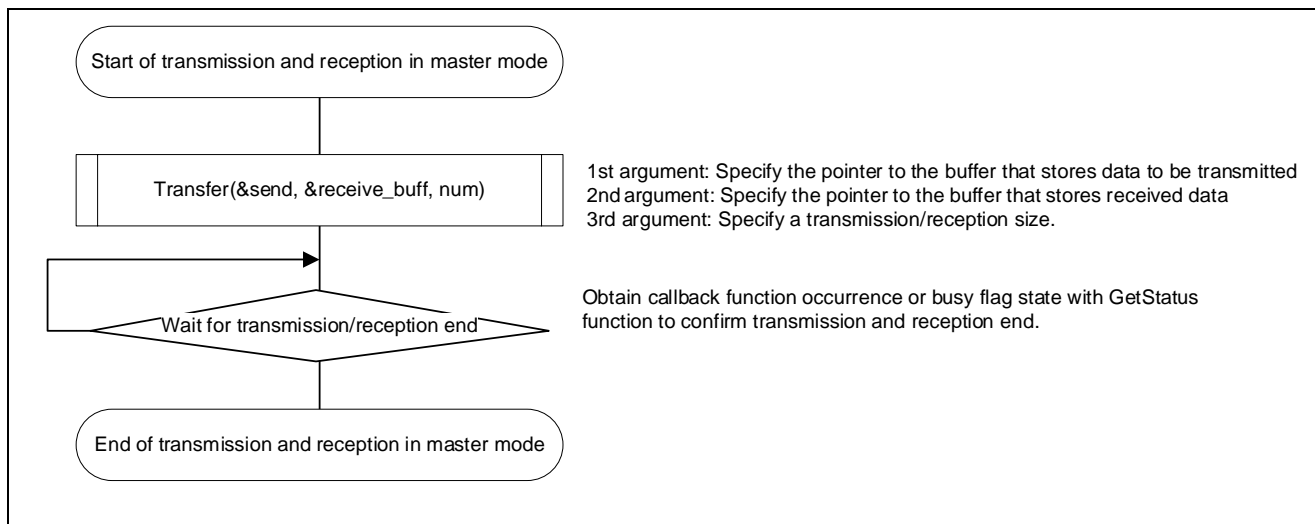 Start of transmission and reception in master mode
Transfer(&send, &receive_buff, num)
1st argument: Specify the pointer to the buffer that stores data to be transmitted
2nd argument: Specify the pointer to the buffer that stores received data
3rd argument: Specify a transmission/reception size.
Wait for transmission/reception end
Obtain callback function occurrence or busy flag state with GetStatus
function to confirm transmission and reception end.
End of transmission and reception in master mode